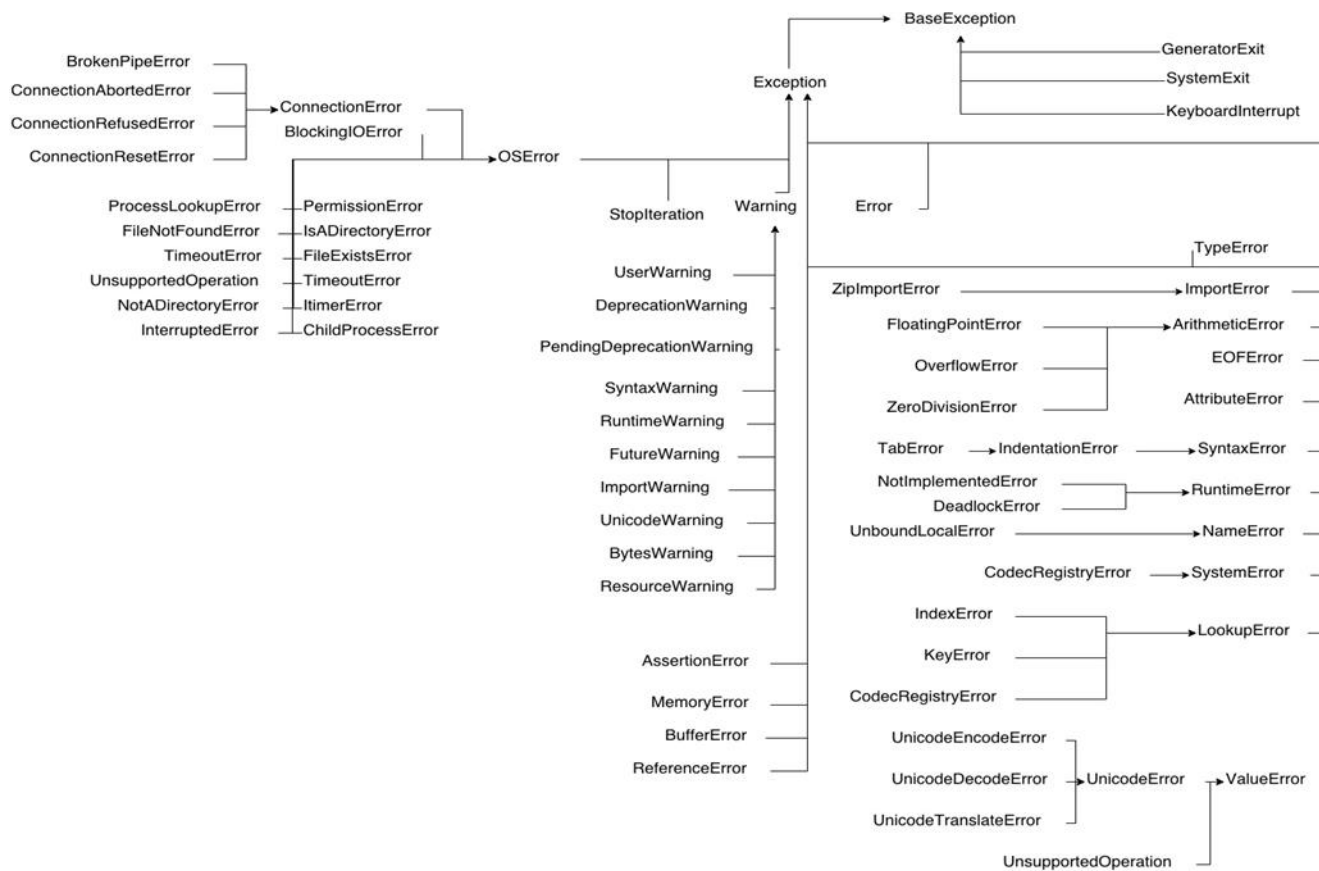 BaseException
GeneratorExit
SystemExit
KeyboardInterrupt
Exception
BrokenPipeError
ConnectionAbortedError
ConnectionRefusedError
ConnectionResetError
ConnectionError
BlockingIOError
OSError
ProcessLookupError
PermissionError
FileNotFoundError
IsADirectoryError
TimeoutError
FileExistsError
UnsupportedOperation
TimeoutError
NotADirectoryError
ItimerError
InterruptedError
ChildProcessError
StopIteration
Warning
Error
UserWarning
DeprecationWarning
PendingDeprecationWarning
SyntaxWarning
RuntimeWarning
FutureWarning
ImportWarning
UnicodeWarning
BytesWarning
ResourceWarning
AssertionError
MemoryError
BufferError
ReferenceError
TypeError
ZipImportError
ImportError
FloatingPointError
ArithmeticError
OverflowError
EOFError
ZeroDivisionError
AttributeError
TabError
IndentationError
SyntaxError
NotImplementedError
DeadlockError
RuntimeError
UnboundLocalError
NameError
CodecRegistryError
SystemError
IndexError
LookupError
KeyError
CodecRegistryError
UnicodeEncodeError
UnicodeDecodeError
UnicodeError
ValueError
UnicodeTranslateError
UnsupportedOperation